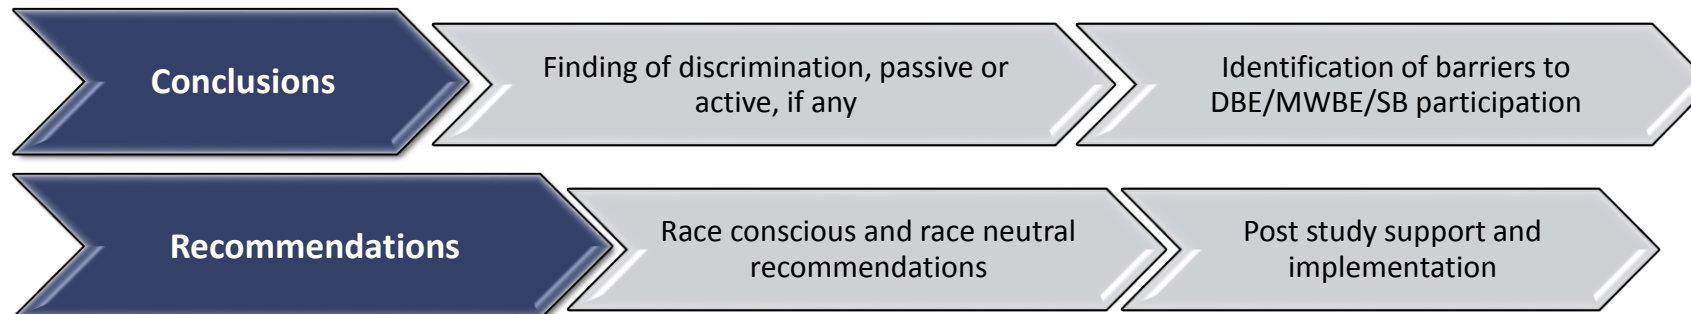 Conclusions
Finding of discrimination, passive or
active, if any
Identification of barriers to
DBE/MWBE/SB participation
Recommendations
Race conscious and race neutral
recommendations
Post study support and
implementation